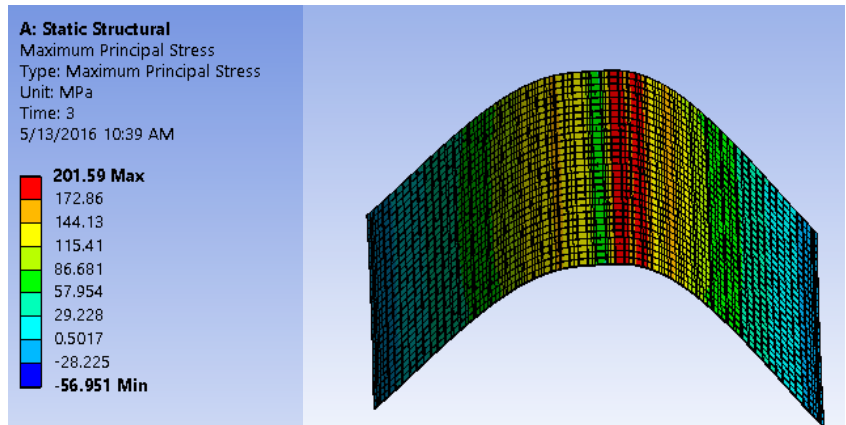 A: Static Structural
Maximum Principal Stress
Type: Maximum Principal Stress
Unit: MPa
Time: 3
5/13/2016 10:39 AM
201.59 Max
172.86
144.13
115.41
86.681
57.954
29.228
0.5017
-28.225
-56.951 Min